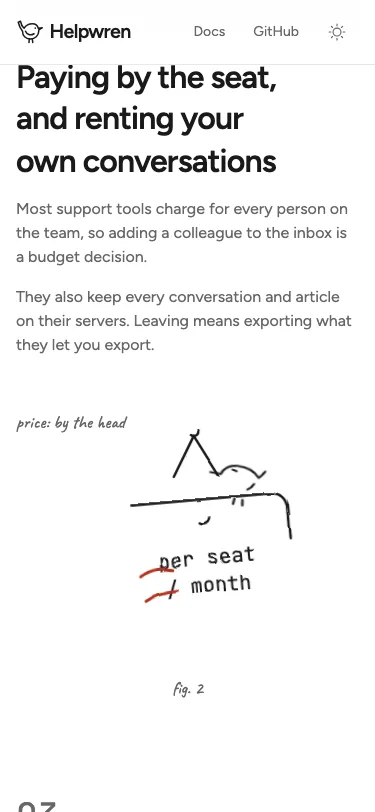 Helpwren
Docs
GitHub
Paying by the seat,
and renting your
own conversations
Most support tools charge for every person on
the team, so adding a colleague to the inbox is
a budget decision.
They also keep every conversation and article
on their servers. Leaving means exporting what
they let you export.
price: by the head
per seat
/ month
fig. 2